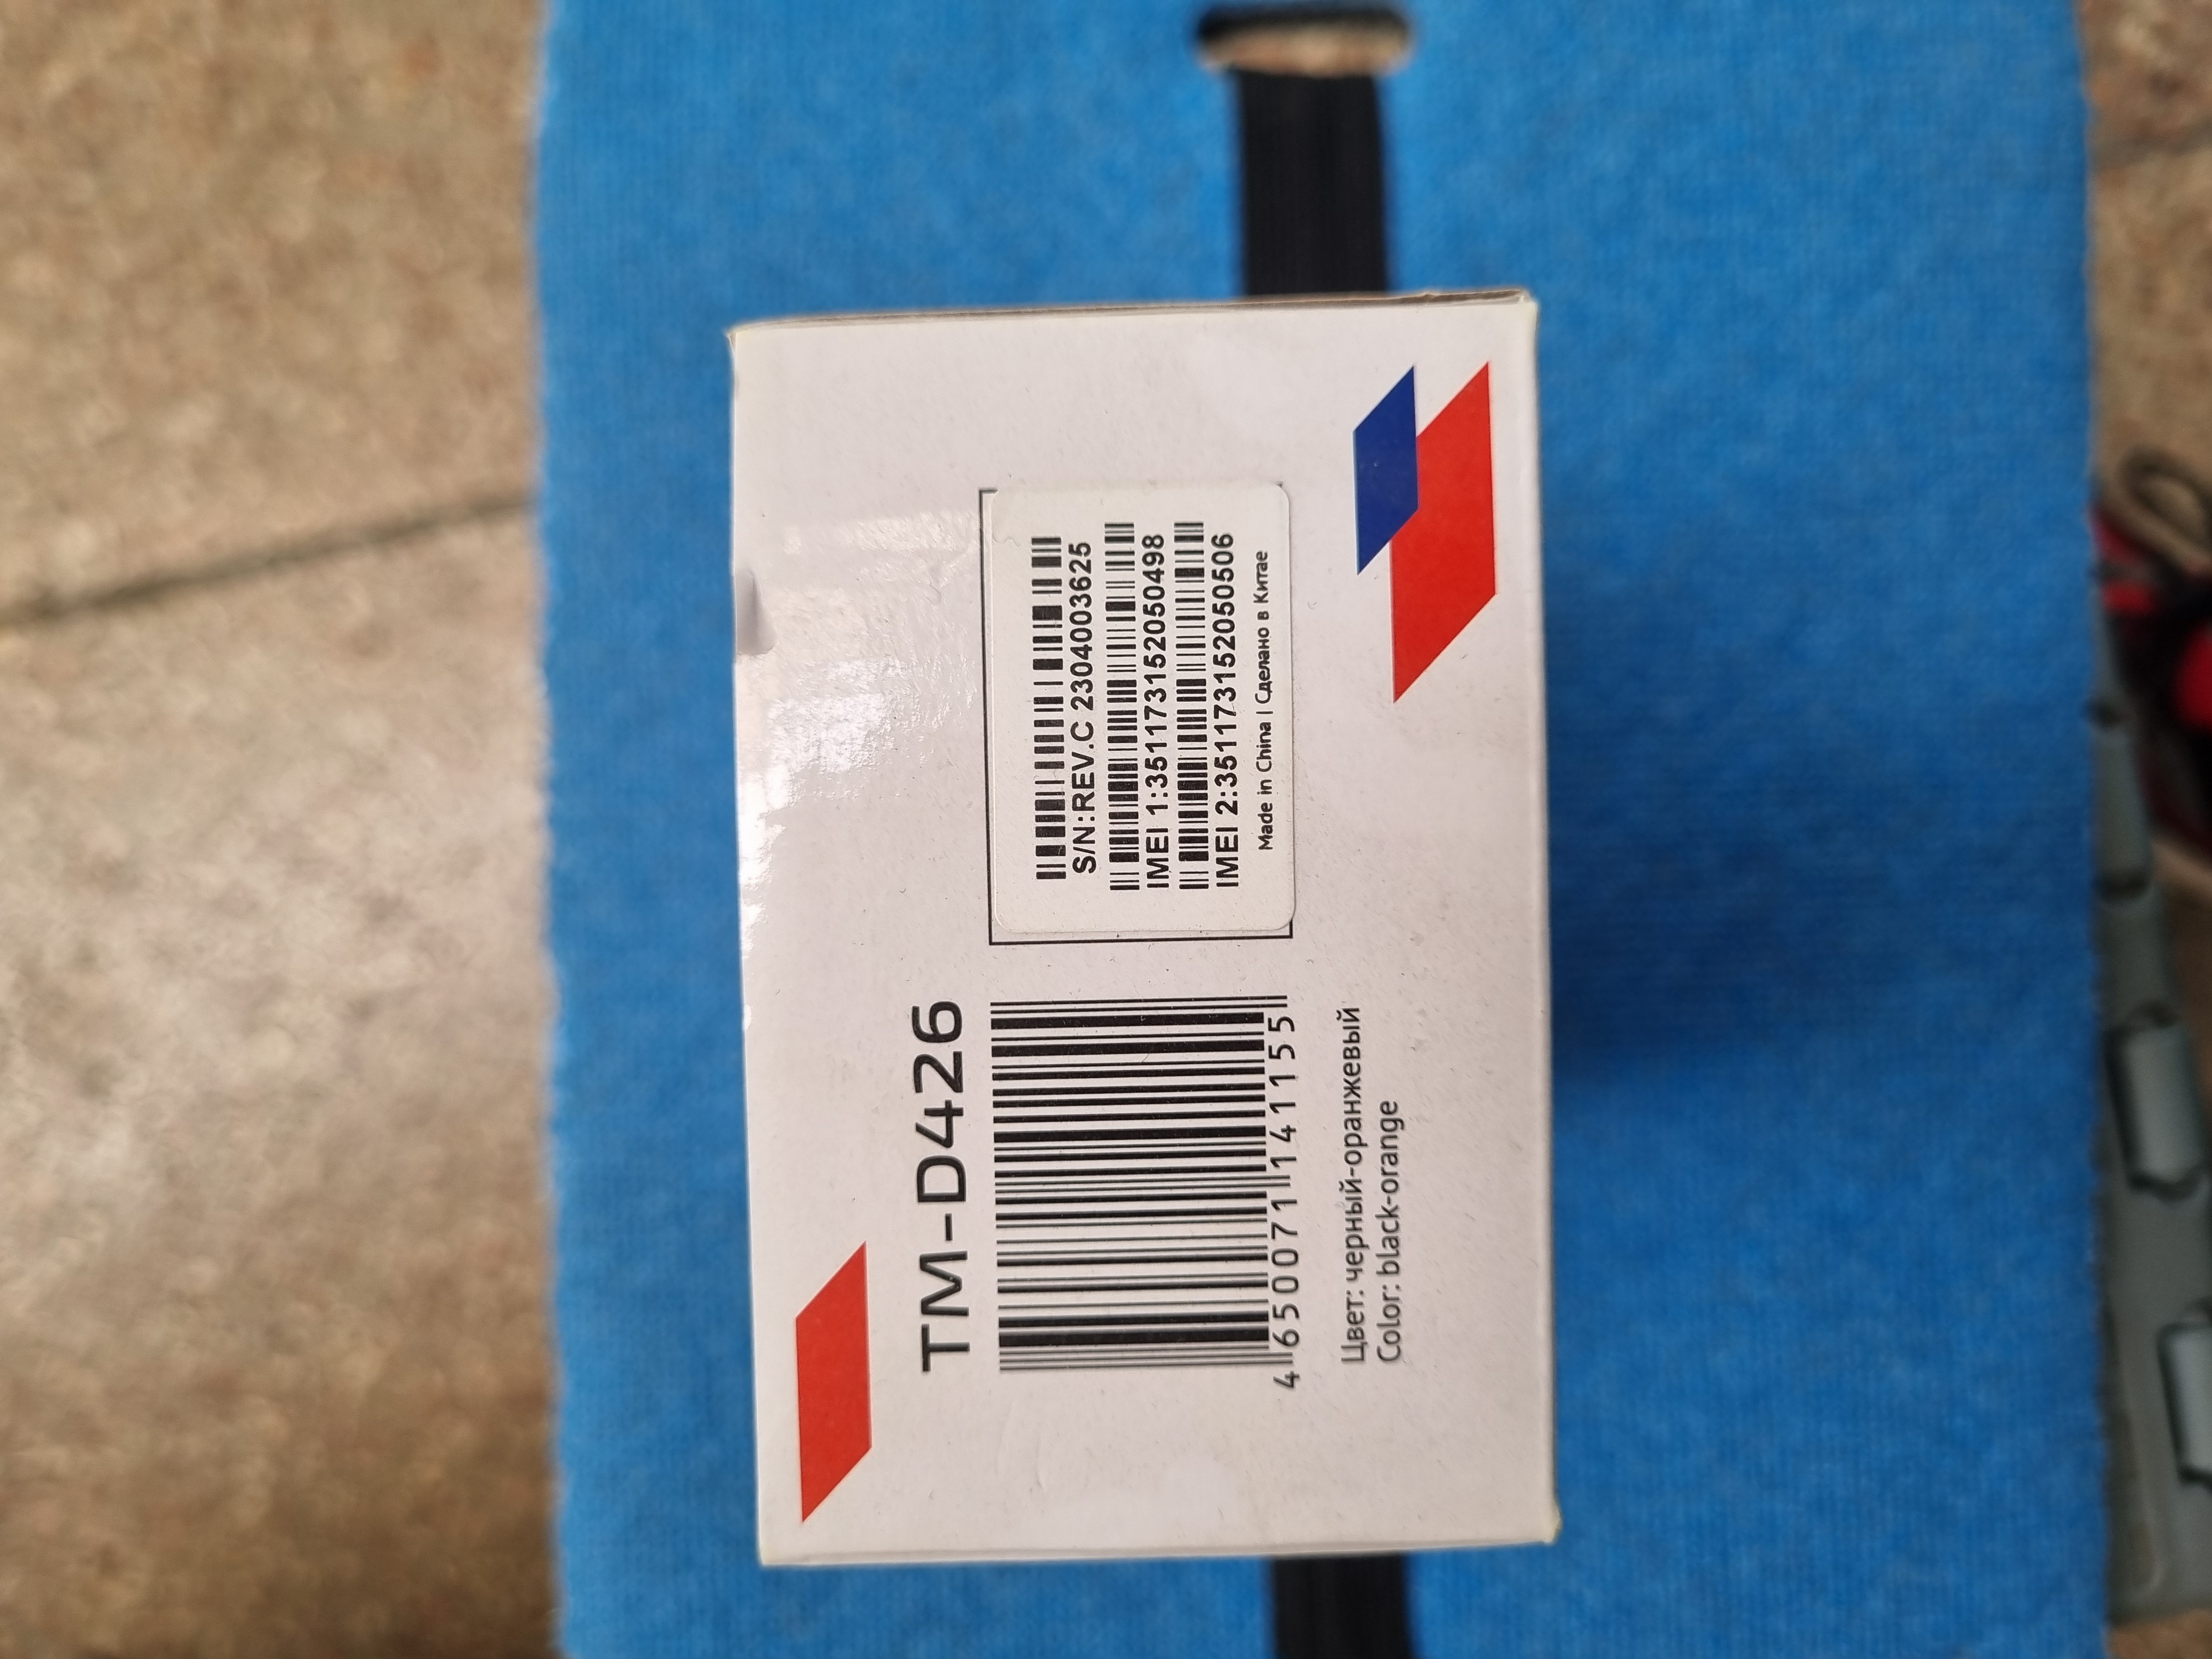 TM-D426
4 650071 141155
Цвет: черный-оранжевый
Color: black-orange
S/N:REV.C 2304003625
IMEI 1:351173152050498
IMEI 2:351173152050506
Made in China | Сделано в Китае